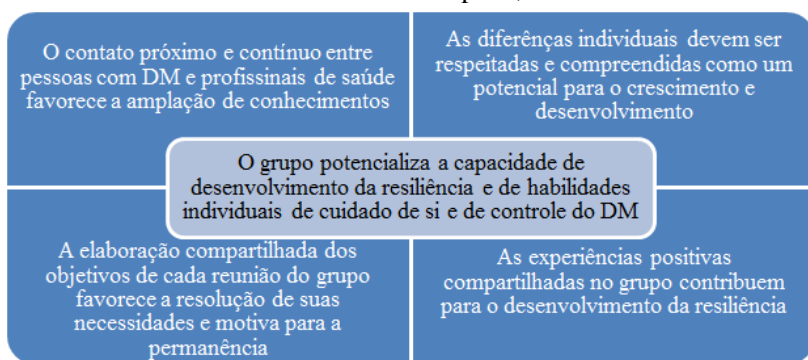 O contato próximo e contínuo entre
pessoas com DM e profissinais de saúde
favorece a amplação de conhecimentos
As diferênças individuais devem ser
respeitadas e compreendidas como um
potencial para o crescimento e
desenvolvimento
O grupo potencializa a capacidade de
desenvolvimento da resiliência e de habilidades
individuais de cuidado de si e de controle do DM
A elaboração compartilhada dos
objetivos de cada reunião do grupo
favorece a resolução de suas
necessidades e motiva para a
permanência
As experiências positivas
compartilhadas no grupo contribuem
para o desenvolvimento da resiliência